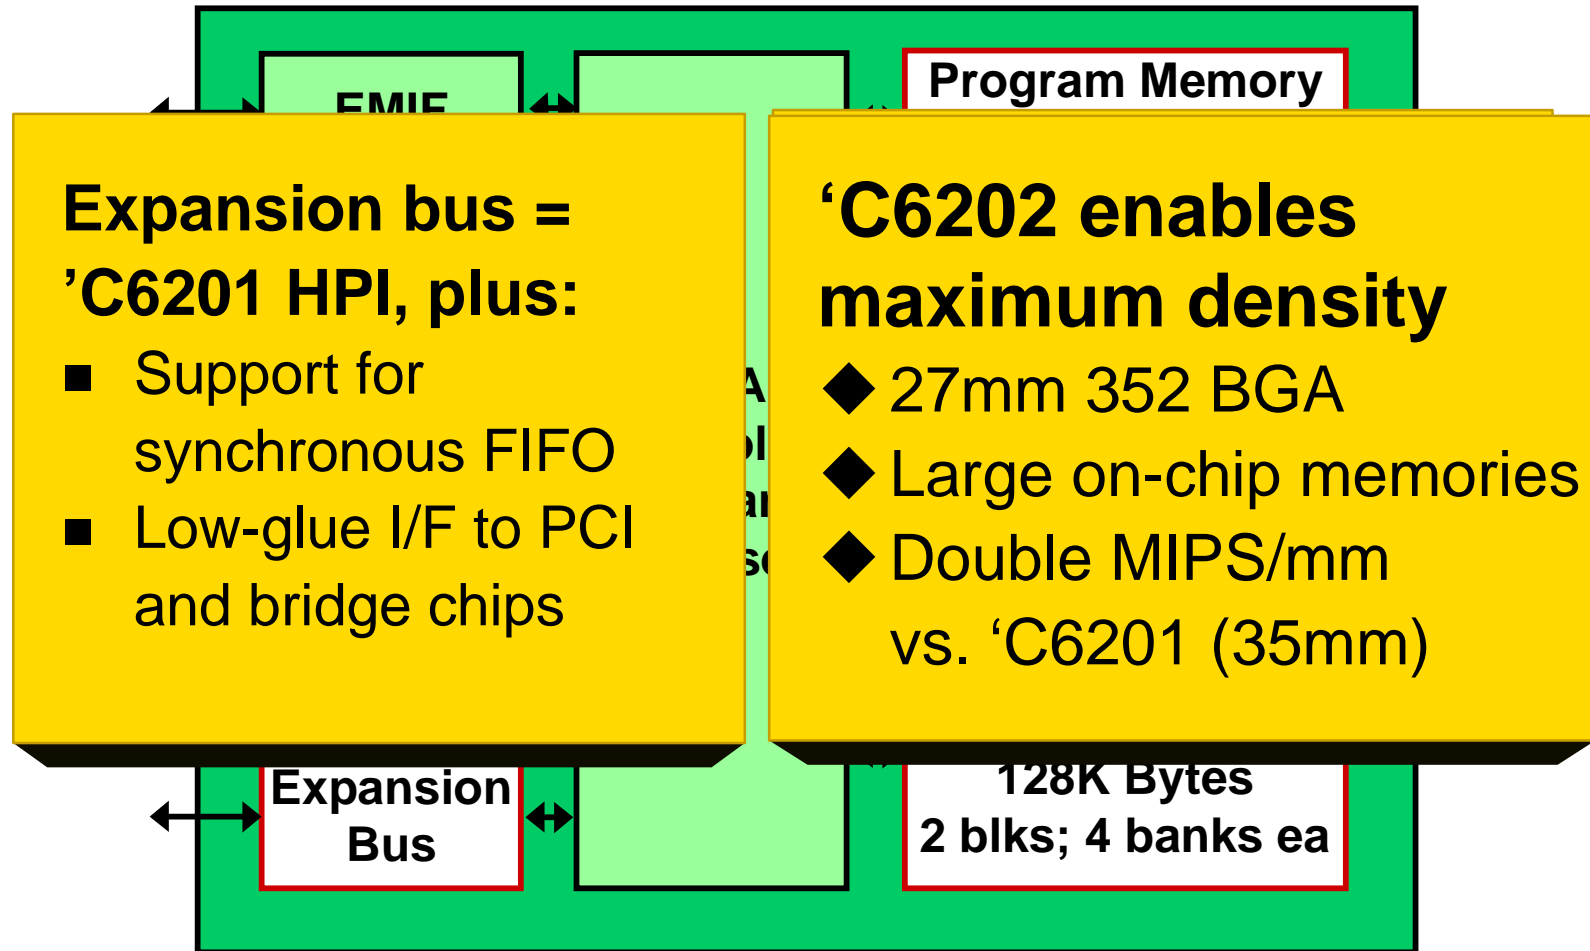 Program Memory
Expansion bus =
’C6201 HPI, plus:
■ Support for
synchronous FIFO
■ Low-glue I/F to PCI
and bridge chips
‘C6202 enables
maximum density
◆ 27mm 352 BGA
◆ Large on-chip memories
◆ Double MIPS/mm
vs. ‘C6201 (35mm)
Expansion
Bus
128K Bytes
2 blks; 4 banks ea